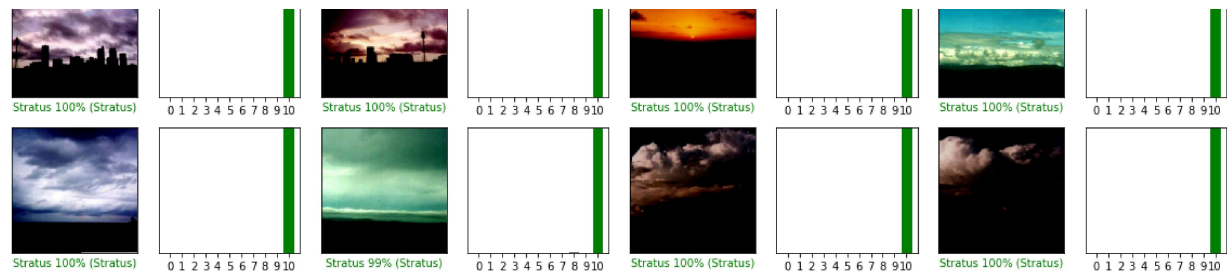 0 1 2 3 4 5 6 7 8 9 10 0 1 2 3 4 5 6 7 8 9 10 0 1 2 3 4 5 6 7 8 9 10 0 1 2 3 4 5 6 7 8 9 10
Stratus 100% (Stratus) Stratus 100% (Stratus) Stratus 100% (Stratus) Stratus 100% (Stratus)
0 1 2 3 4 5 6 7 8 9 10 0 1 2 3 4 5 6 7 8 9 10 0 1 2 3 4 5 6 7 8 9 10 0 1 2 3 4 5 6 7 8 9 10
Stratus 100% (Stratus) Stratus 99% (Stratus) Stratus 100% (Stratus) Stratus 100% (Stratus)